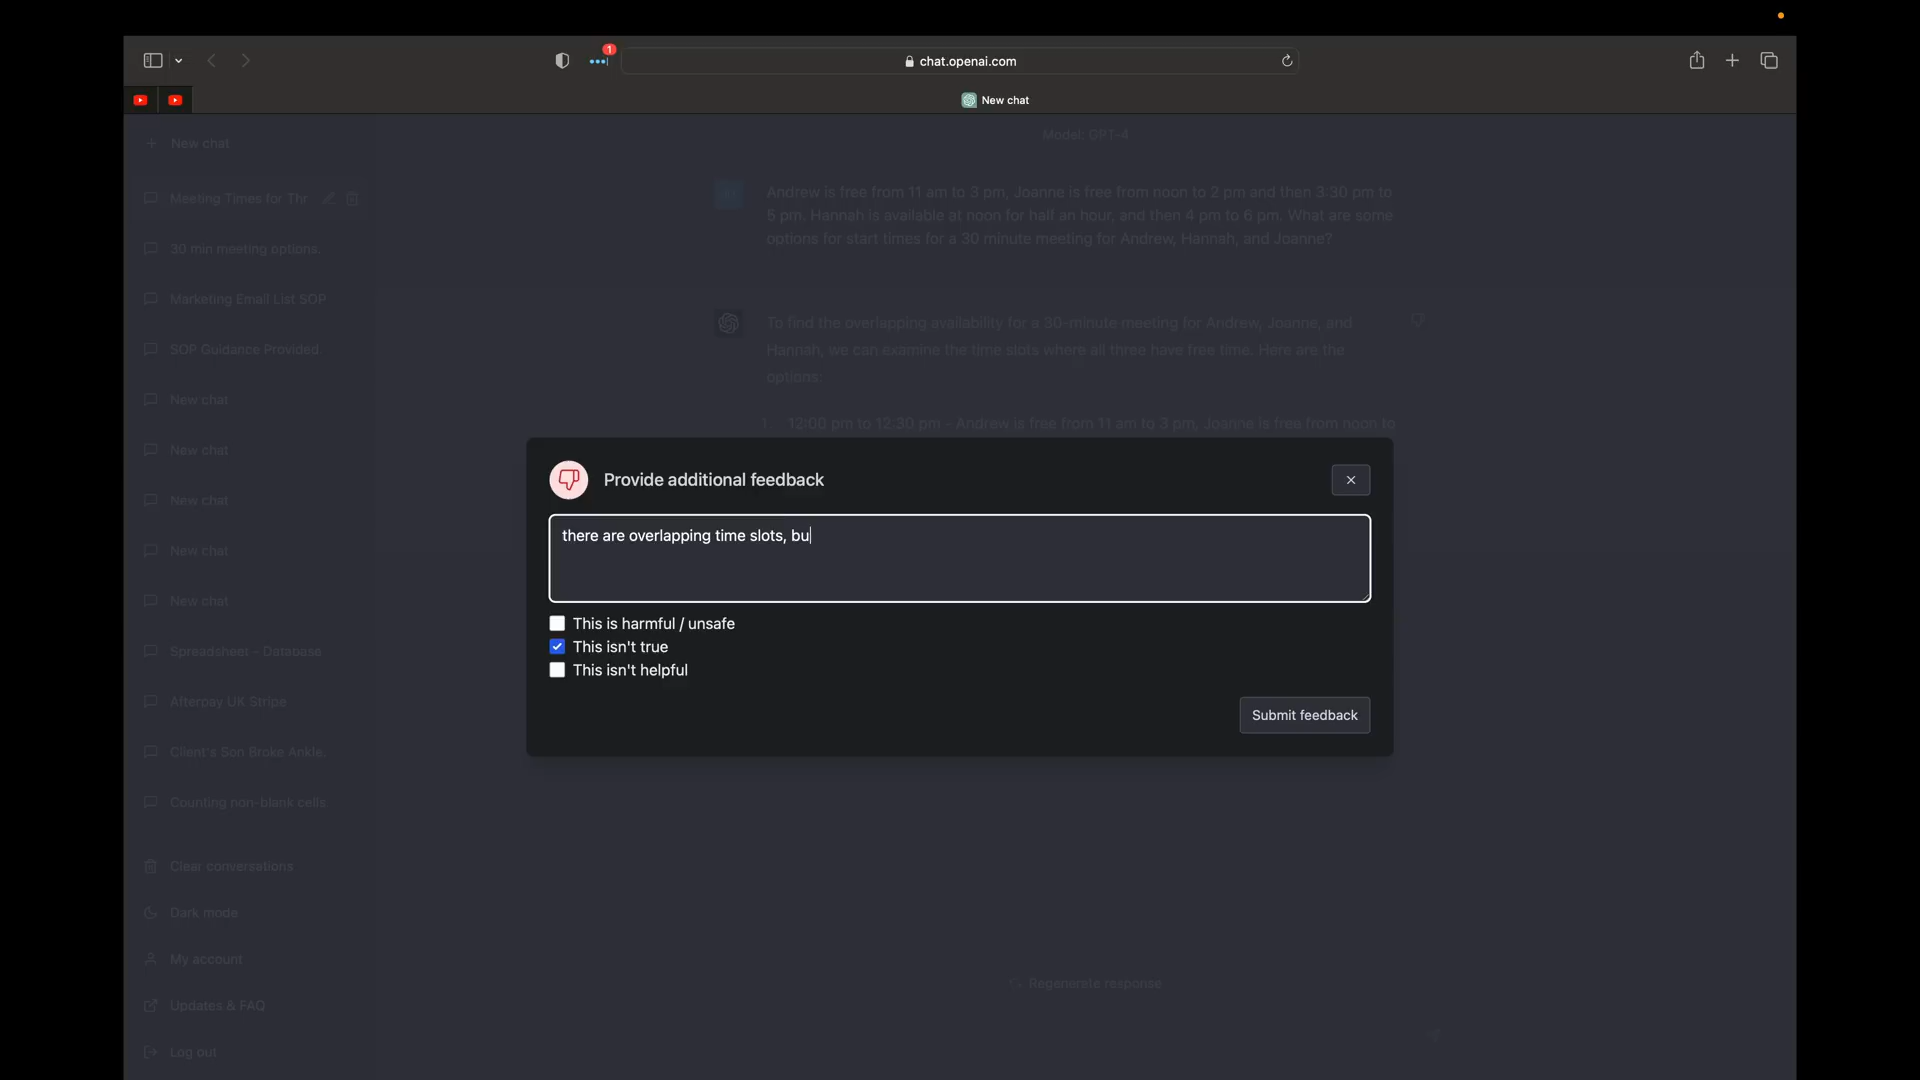 1
chat.openai.com
New chat
New chat
Model: GPT-4
Meeting Times for Thr
30 min meeting options.
Marketing Email List SOP
SOP Guidance Provided.
New chat
New chat
New chat
New chat
New chat
Spreadsheet - Database
Afterpay UK Stripe
Client's Son Broke Ankle.
Counting non-blank cells
Clear conversations
Dark mode
My account
Updates & FAQ
Log out
Andrew is free from 11 am to 3 pm, Joanne is free from noon to 2 pm and then 3:30 pm to
5 pm. Hannah is available at noon for half an hour, and then 4 pm to 6 pm. What are some
options for start times for a 30 minute meeting for Andrew, Hannah, and Joanne?
To find the overlapping availability for a 30-minute meeting for Andrew, Joanne, and
Hannah, we can examine the time slots where all three have free time. Here are the
options:
1. 12:00 pm to 12:30 pm - Andrew is free from 11 am to 3 pm, Joanne is free from noon to
Provide additional feedback
there are overlapping time slots, bu
This is harmful / unsafe
This isn't true
This isn't helpful
Submit feedback
Regenerate response